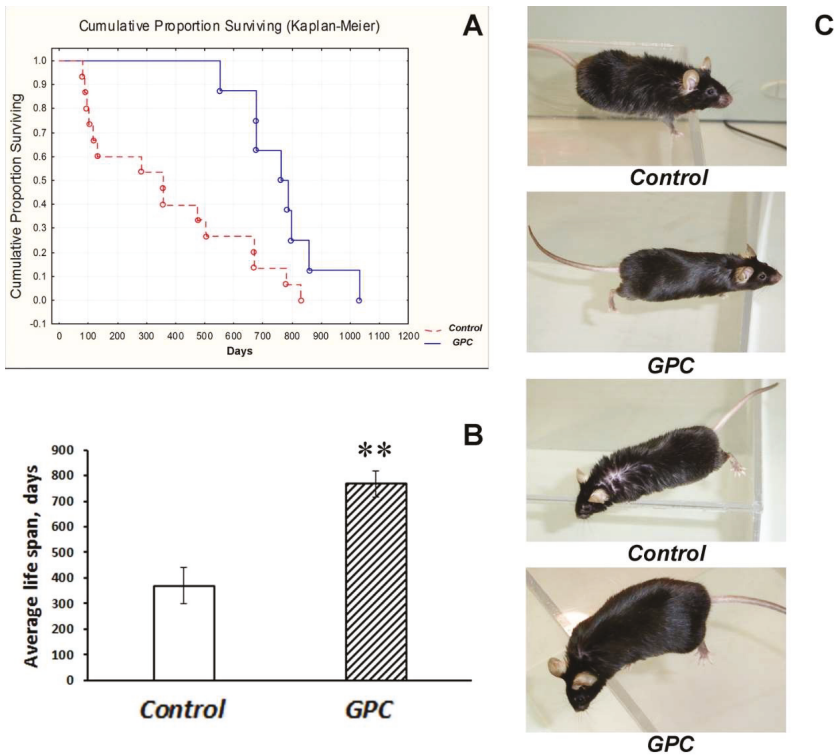 Cumulative Proportion Surviving (Kaplan-Meier)
A
Cumulative Proportion Surviving
1.0
0.9
0.8
0.7
0.6
0.5
0.4
0.3
0.2
0.1
0.0
-0.1
0 100 200 300 400 500 600 700 800 900 1000 1100 1200
Days
Control
GPC
B
Average life span, days
900
800
700
600
500
400
300
200
100
0
**
Control GPC
C
Control
GPC
Control
GPC